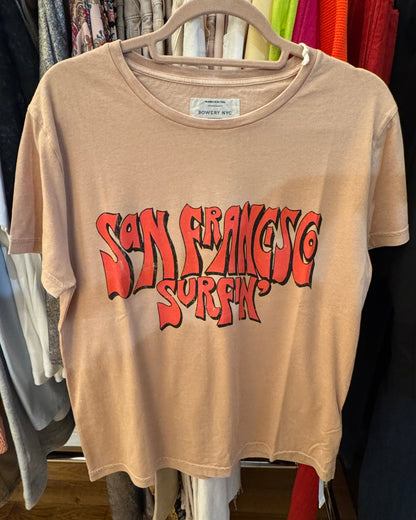 BOWERY NYC
SAN FRANCISCO
SURFIN'